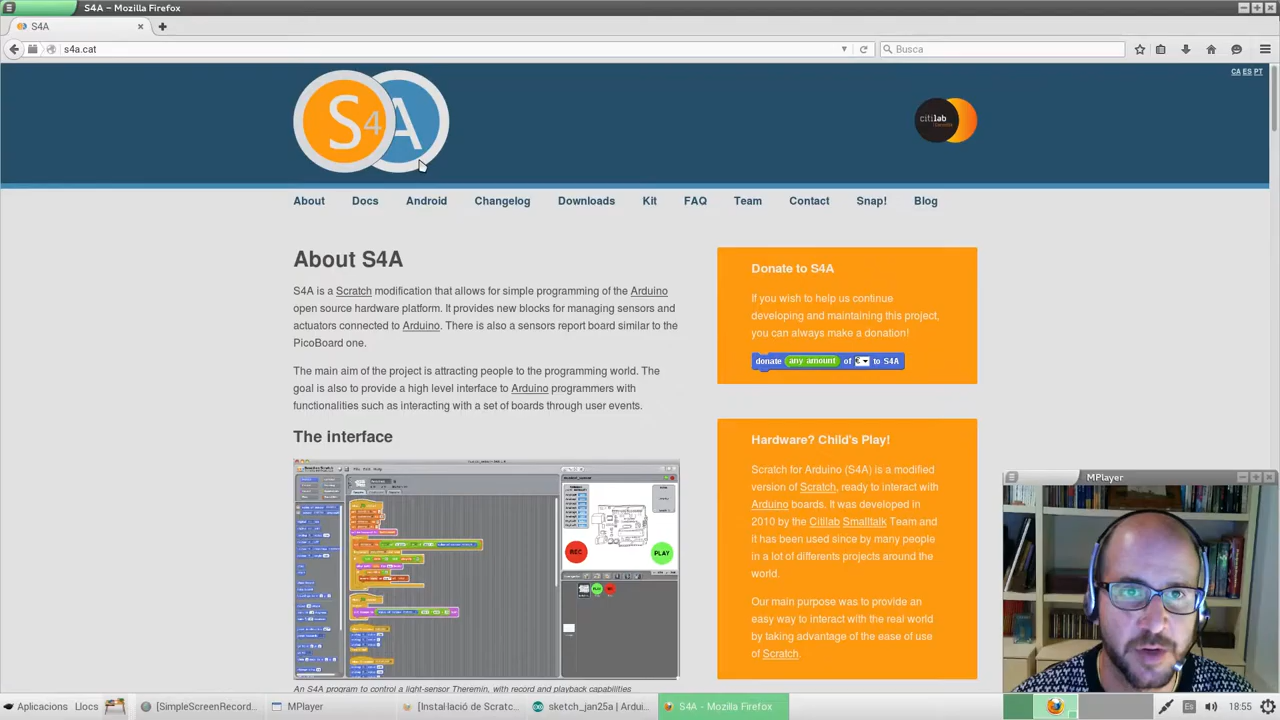 S4A – Mozilla Firefox
S4A
s4a.cat
Busca
CA ES PT
S4A
citilab
About
Docs
Android
Changelog
Downloads
Kit
FAQ
Team
Contact
Snap!
Blog
About S4A
S4A is a Scratch modification that allows for simple programming of the Arduino
open source hardware platform. It provides new blocks for managing sensors and
actuators connected to Arduino. There is also a sensors report board similar to the
PicoBoard one.
The main aim of the project is attracting people to the programming world. The
goal is also to provide a high level interface to Arduino programmers with
functionalities such as interacting with a set of boards through user events.
The interface
REC
PLAY
An S4A program to control a light-sensor Theremin, with record and playback capabilities
Donate to S4A
If you wish to help us continue
developing and maintaining this project,
you can always make a donation!
donate any amount of to S4A
Hardware? Child's Play!
Scratch for Arduino (S4A) is a modified
version of Scratch, ready to interact with
Arduino boards. It was developed in
2010 by the Citilab Smalltalk Team and
it has been used since by many people
in a lot of differents projects around the
world.
Our main purpose was to provide an
easy way to interact with the real world
by taking advantage of the ease of use
of Scratch.
MPlayer
Aplicacions
Llocs
[SimpleScreenRecord...
MPlayer
[Instal·lació de Scratc...
sketch_jan25a | Ardui...
S4A - Mozilla Firefox
Es
18:55